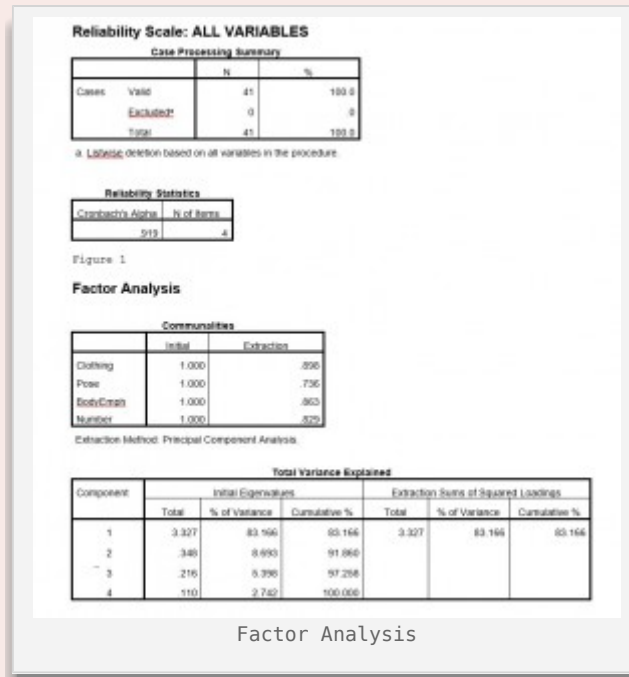 Reliability Scale: ALL VARIABLES
Case Processing Summary
N %
Cases Valid 41 100.0
Excludedᵃ 0 .0
Total 41 100.0
a. Listwise deletion based on all variables in the procedure.
Reliability Statistics
Cronbach's Alpha N of Items
.919 4
Figure 1
Factor Analysis
Communalities
Initial Extraction
Clothing 1.000 .898
Pose 1.000 .736
BodyEmph 1.000 .863
Number 1.000 .829
Extraction Method: Principal Component Analysis.
Total Variance Explained
Component Initial Eigenvalues Extraction Sums of Squared Loadings
Total % of Variance Cumulative % Total % of Variance Cumulative %
1 3.327 83.166 83.166 3.327 83.166 83.166
2 .348 8.693 91.860
3 .216 5.398 97.258
4 .110 2.742 100.000
Factor Analysis